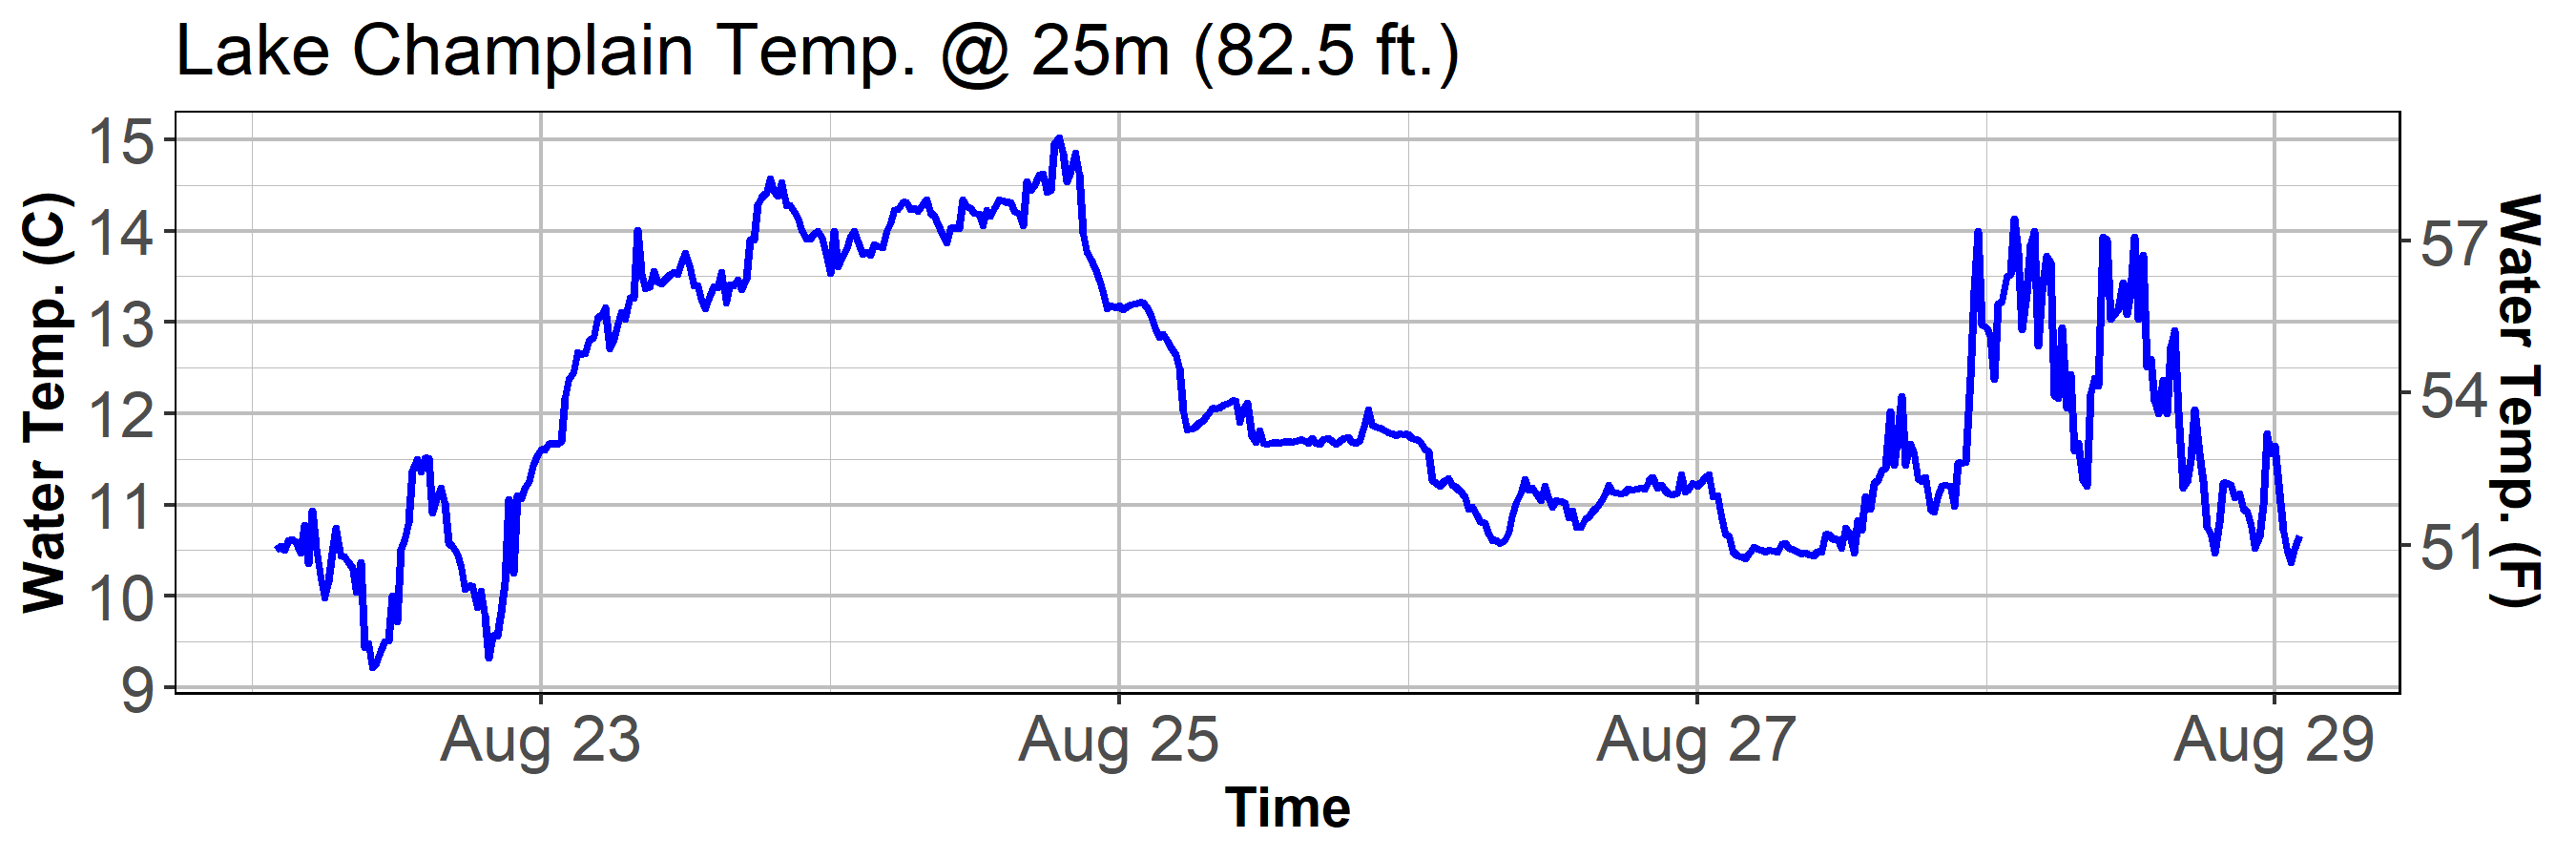 Lake Champlain Temp. @ 25m (82.5 ft.)
Water Temp. (C)
15
14
13
12
11
10
9
57
54
51
Water Temp. (F)
Aug 23 Aug 25 Aug 27 Aug 29
Time